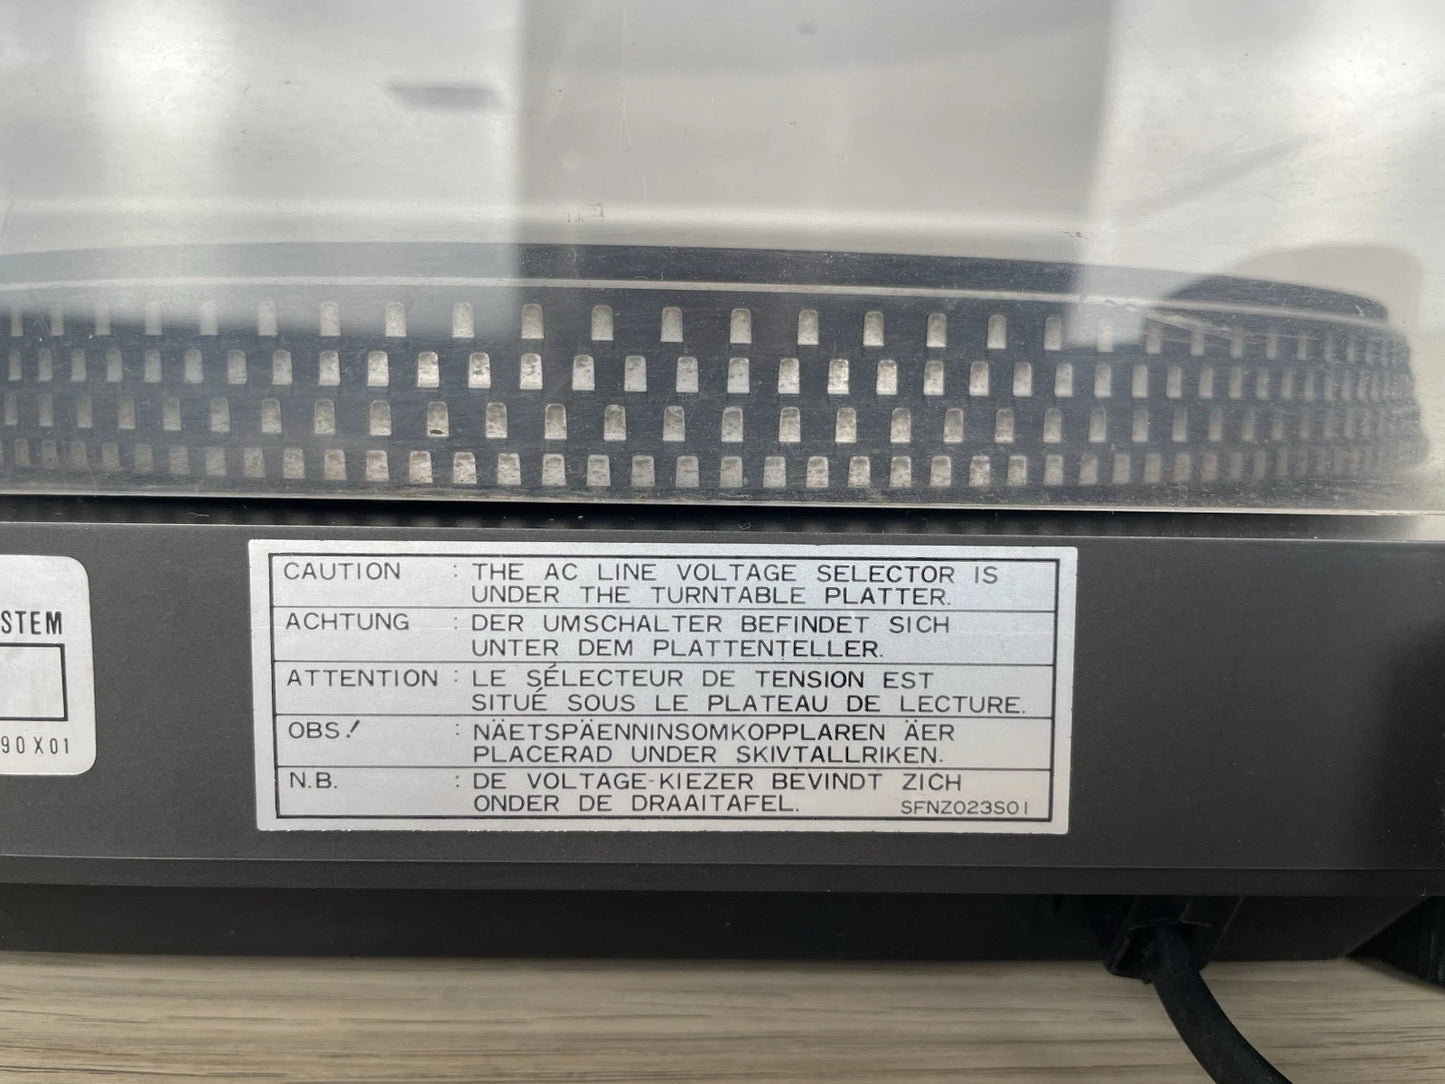 STEM
90X01
CAUTION : THE AC LINE VOLTAGE SELECTOR IS
UNDER THE TURNTABLE PLATTER.
ACHTUNG : DER UMSCHALTER BEFINDET SICH
UNTER DEM PLATTENTELLER.
ATTENTION : LE SÉLECTEUR DE TENSION EST
SITUÉ SOUS LE PLATEAU DE LECTURE.
OBS! : NÄETSPÄENNINSOMKOPPLAREN ÄER
PLACERAD UNDER SKIVTALLRIKEN.
N.B. : DE VOLTAGE-KIEZER BEVINDT ZICH
ONDER DE DRAAITAFEL. SFNZ023S01